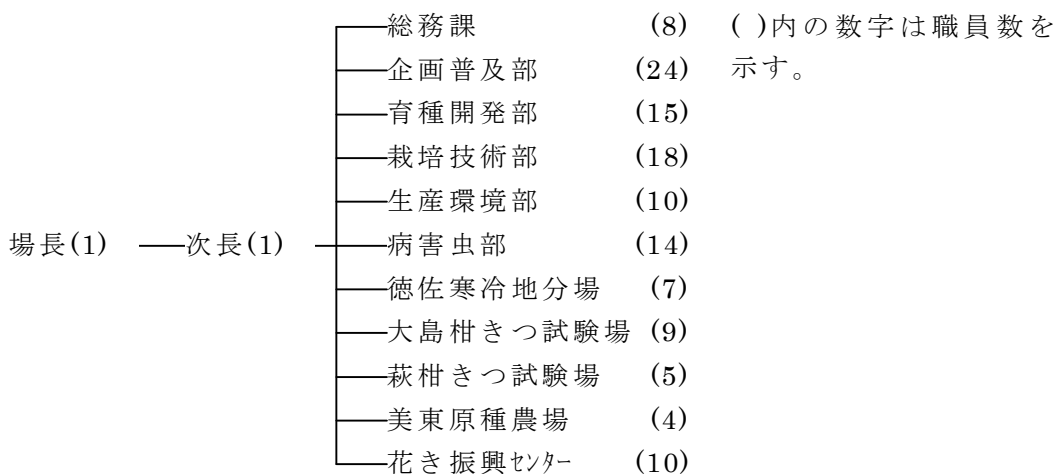 総務課 (8) ( )内の数字は職員数を
企画普及部 (24) 示す。
育種開発部 (15)
栽培技術部 (18)
生産環境部 (10)
場長(1) 次長(1) 病害虫部 (14)
徳佐寒冷地分場 (7)
大島柑きつ試験場 (9)
萩柑きつ試験場 (5)
美東原種農場 (4)
花き振興ｾﾝﾀｰ (10)